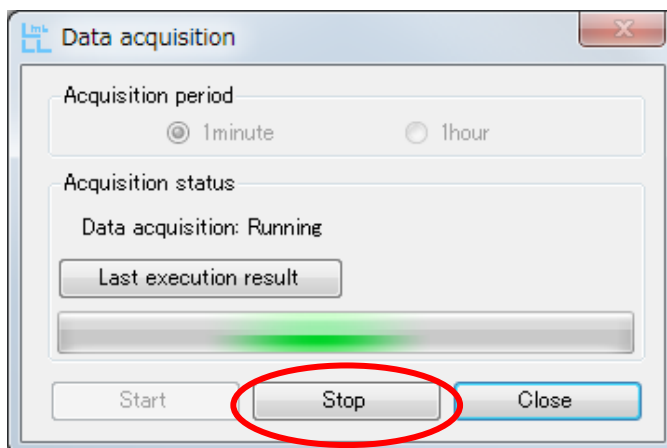 Data acquisition
Acquisition period
1minute 1hour
Acquisition status
Data acquisition: Running
Last execution result
Start Stop Close